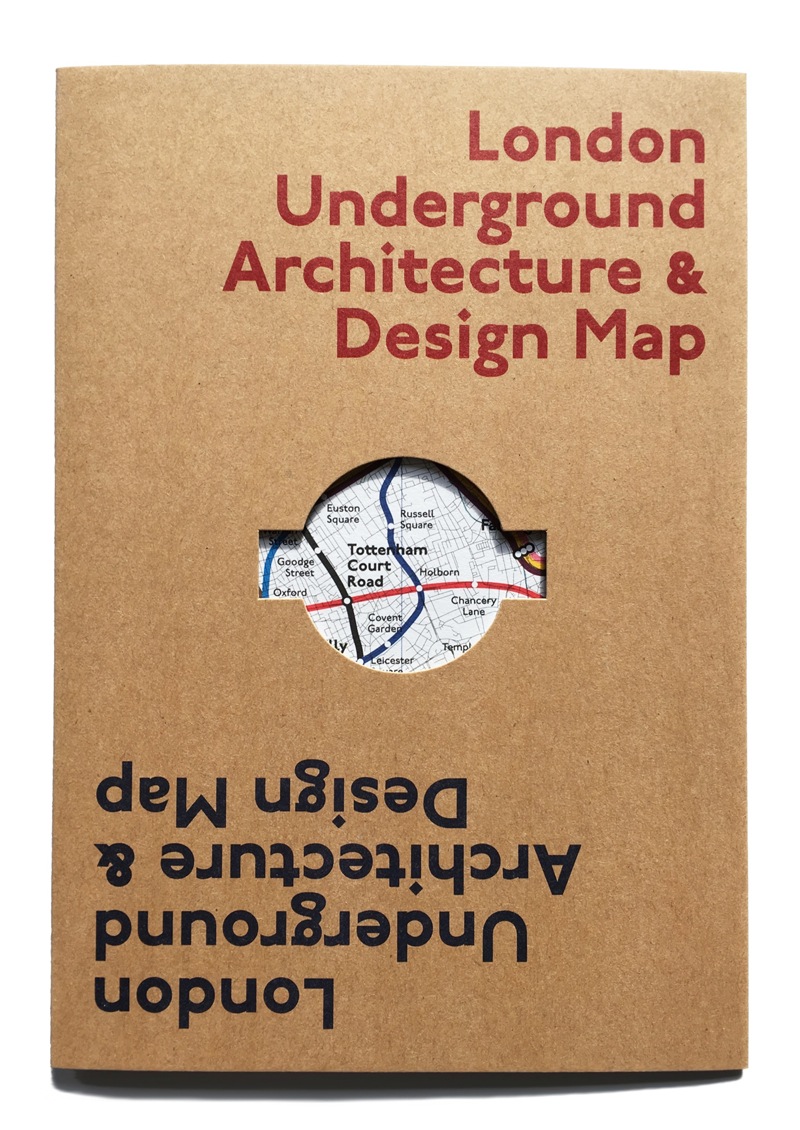 London
Underground
Architecture &
Design Map
Euston
Square
Russell
Square
Street
Tottenham
Court
Road
Goodge
Street
Holborn
Oxford
Chancery
Lane
Covent
Garden
Leicester
London
Underground
Architecture &
Design Map